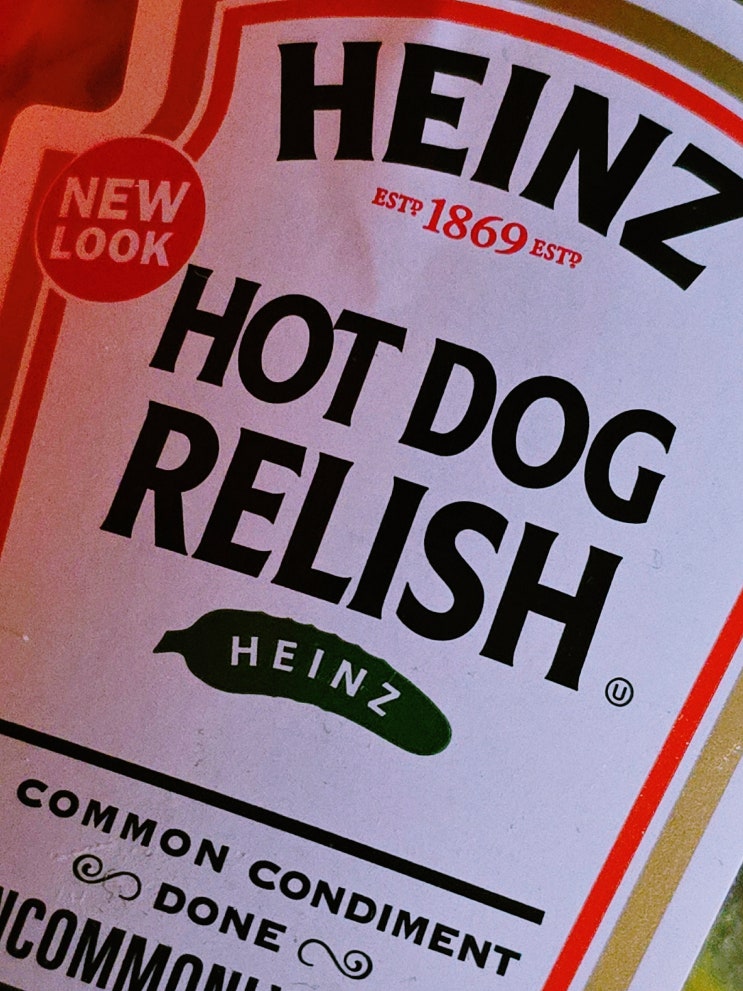 HEINZ
ESTD 1869 ESTD
NEW
LOOK
HOT DOG
RELISH
HEINZ
U
COMMON CONDIMENT
DONE